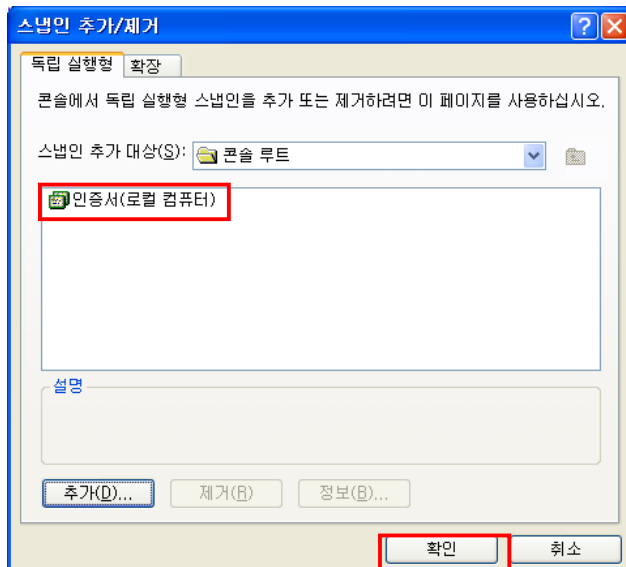 스냅인 추가/제거
독립 실행형 확장
콘솔에서 독립 실행형 스냅인을 추가 또는 제거하려면 이 페이지를 사용하십시오.
스냅인 추가 대상(S): 콘솔 루트
인증서(로컬 컴퓨터)
설명
추가(D)... 제거(R) 정보(B)...
확인 취소